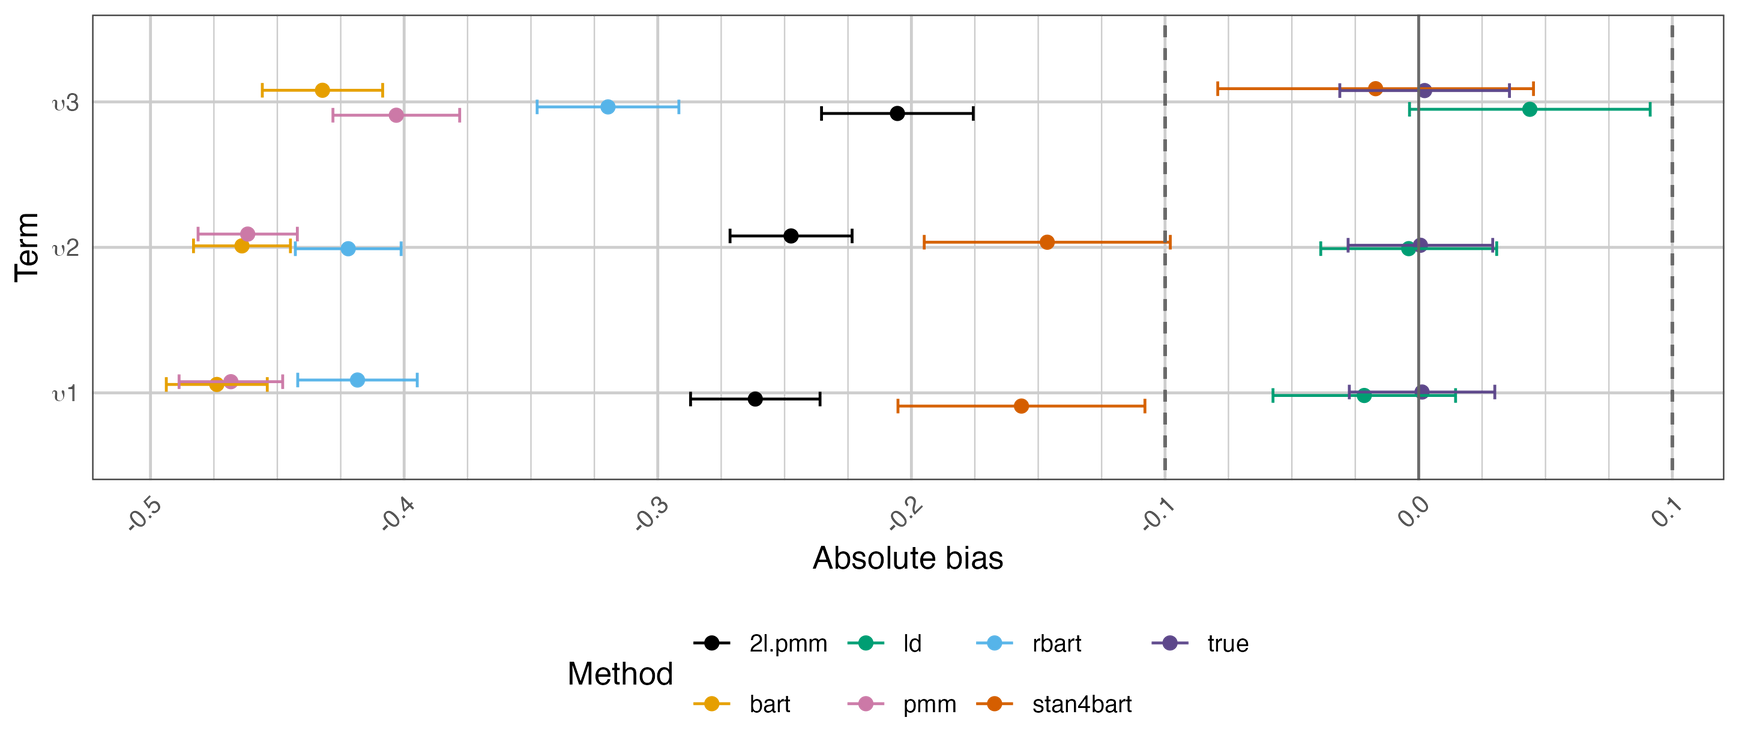 Term
υ3
υ2
υ1
-0.5 -0.4 -0.3 -0.2 -0.1 0.0 0.1
Absolute bias
Method
2l.pmm ld rbart true
bart pmm stan4bart